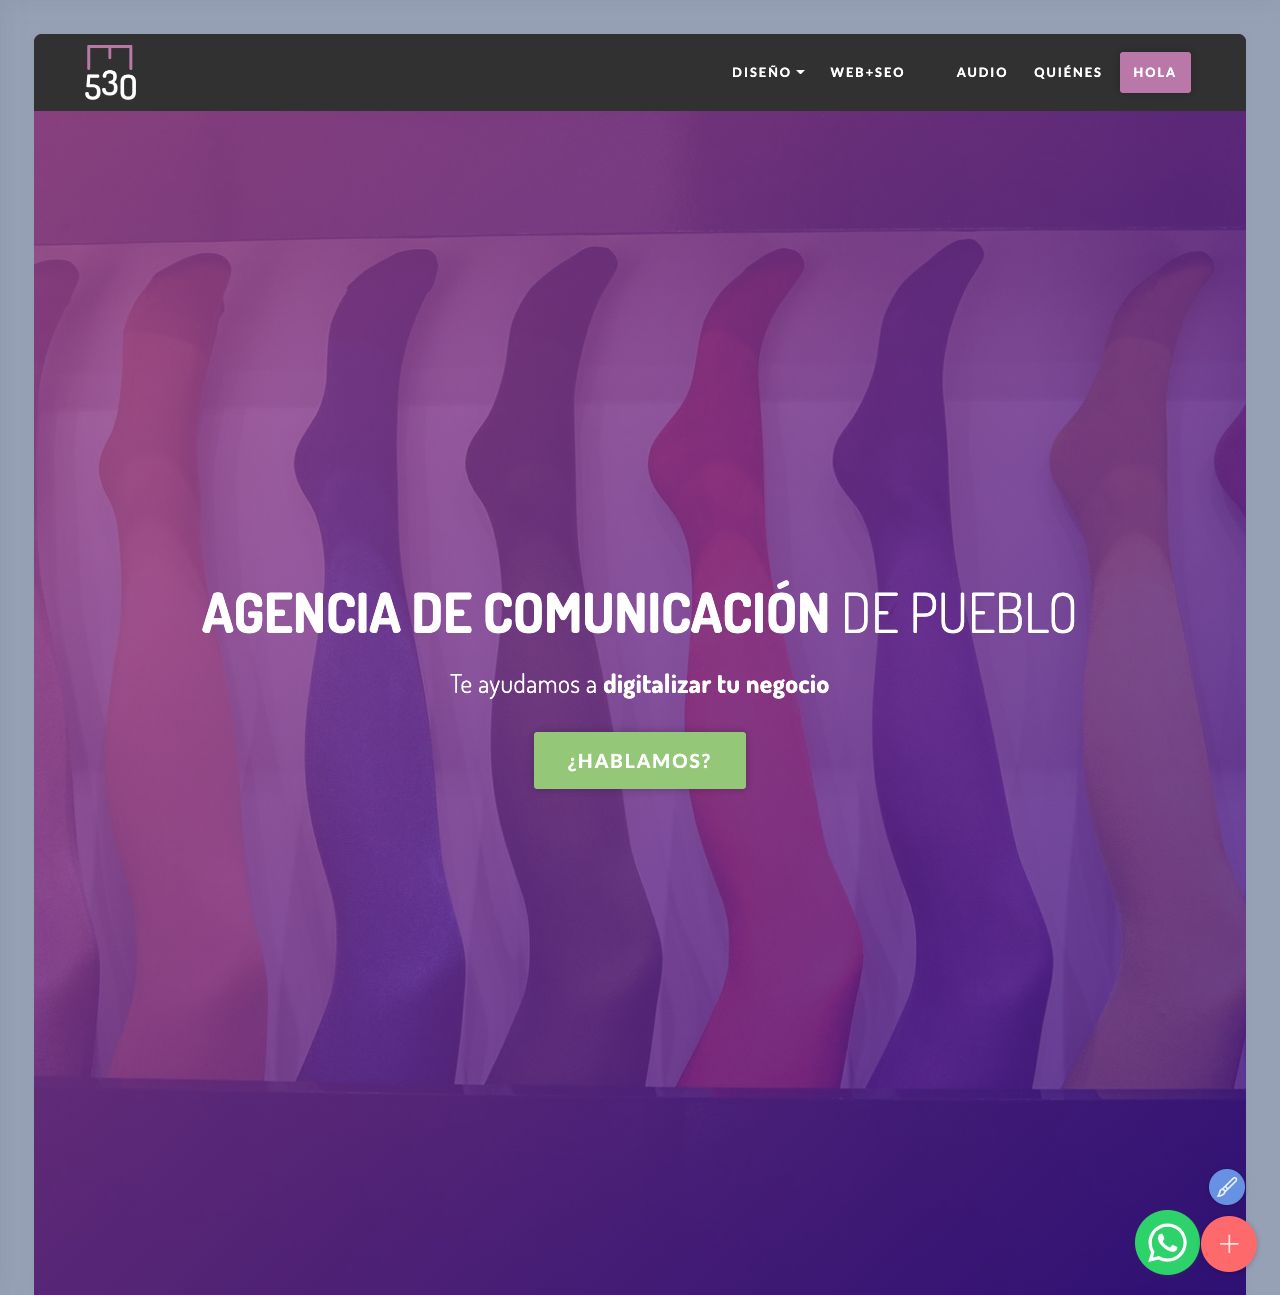 530
DISEÑO WEB+SEO AUDIO QUIÉNES HOLA
AGENCIA DE COMUNICACIÓN DE PUEBLO
Te ayudamos a digitalizar tu negocio
¿HABLAMOS?